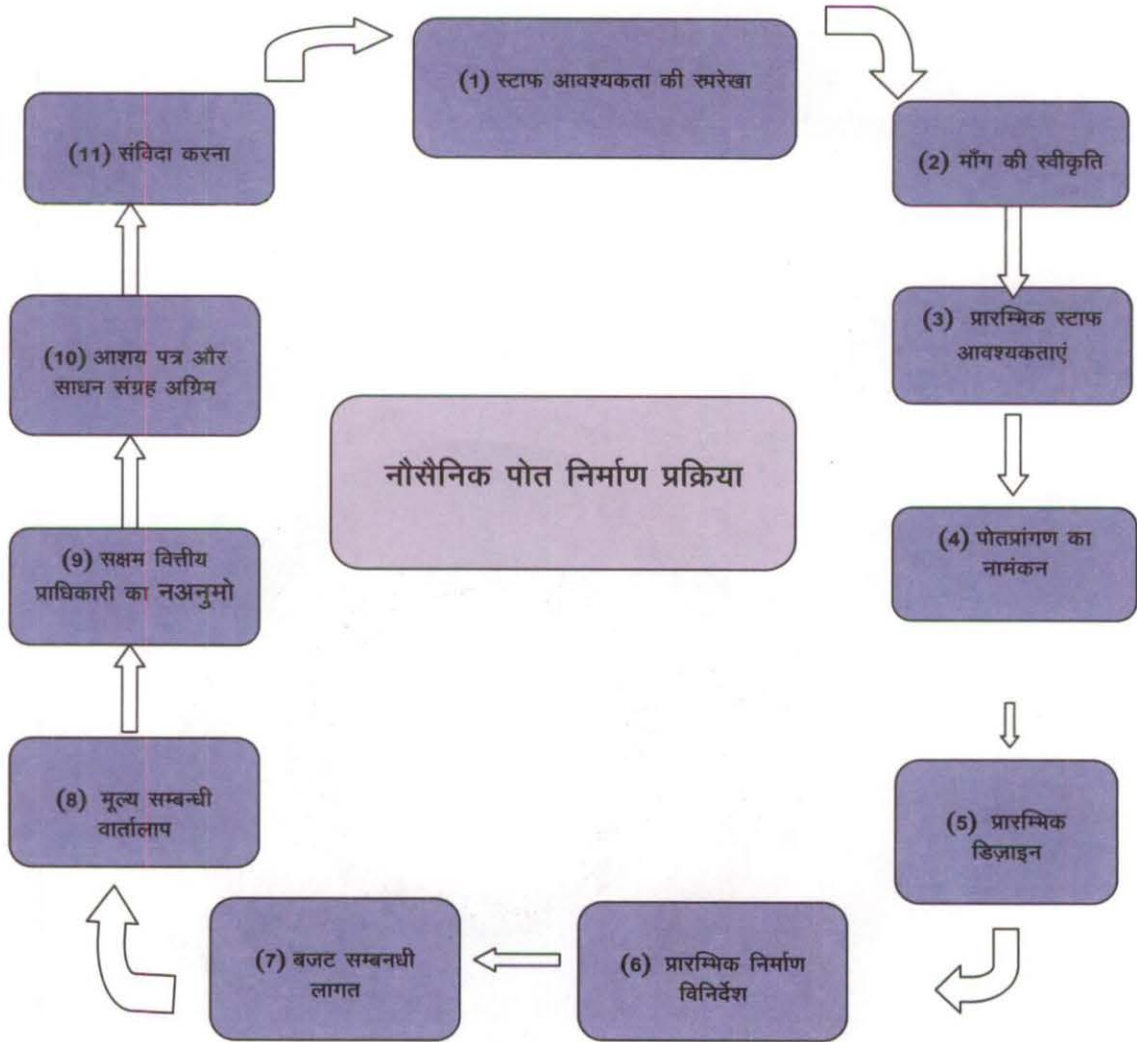 (1) स्टाफ आवश्यकता की रुपरेखा
(2) माँग की स्वीकृति
(3) प्रारम्भिक स्टाफ
आवश्यकताएं
(4) पोतप्रांगण का
नामंकन
(5) प्रारम्भिक
डिज़ाइन
(6) प्रारम्भिक निर्माण
विनिर्देश
(7) बजट सम्बनधी
लागत
(8) मूल्य सम्बन्धी
वार्तालाप
(9) सक्षम वित्तीय
प्राधिकारी का नअनुमो
(10) आशय पत्र और
साधन संग्रह अग्रिम
(11) संविदा करना
नौसैनिक पोत निर्माण प्रक्रिया